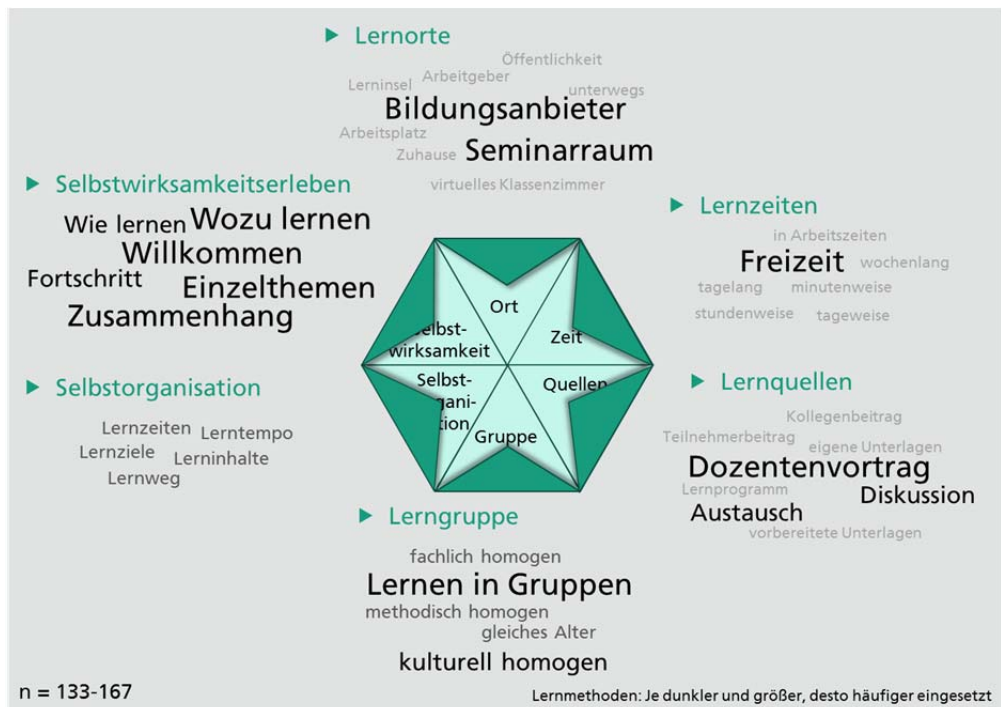 ► Lernorte
Öffentlichkeit
Arbeitgeber
Lerninsel
unterwegs
Bildungsanbieter
Arbeitsplatz
Zuhause Seminarraum
virtuelles Klassenzimmer
► Selbstwirksamkeitserleben
Wie lernen Wozu lernen
Willkommen
Fortschritt
Einzelthemen
Zusammenhang
► Lernzeiten
in Arbeitszeiten
Freizeit wochenlang
tagelang minutenweise
stundenweise tageweise
Ort
Zeit
elbst-
wirksamkeit
Selbst-
gani-
tion
Quellen
Gruppe
► Selbstorganisation
Lernzeiten Lerntempo
Lernziele Lerninhalte
Lernweg
► Lernquellen
Kollegenbeitrag
Teilnehmerbeitrag eigene Unterlagen
Dozentenvortrag
Lernprogramm Diskussion
Austausch
vorbereitete Unterlagen
► Lerngruppe
fachlich homogen
Lernen in Gruppen
methodisch homogen
gleiches Alter
kulturell homogen
n = 133-167
Lernmethoden: Je dunkler und größer, desto häufiger eingesetzt